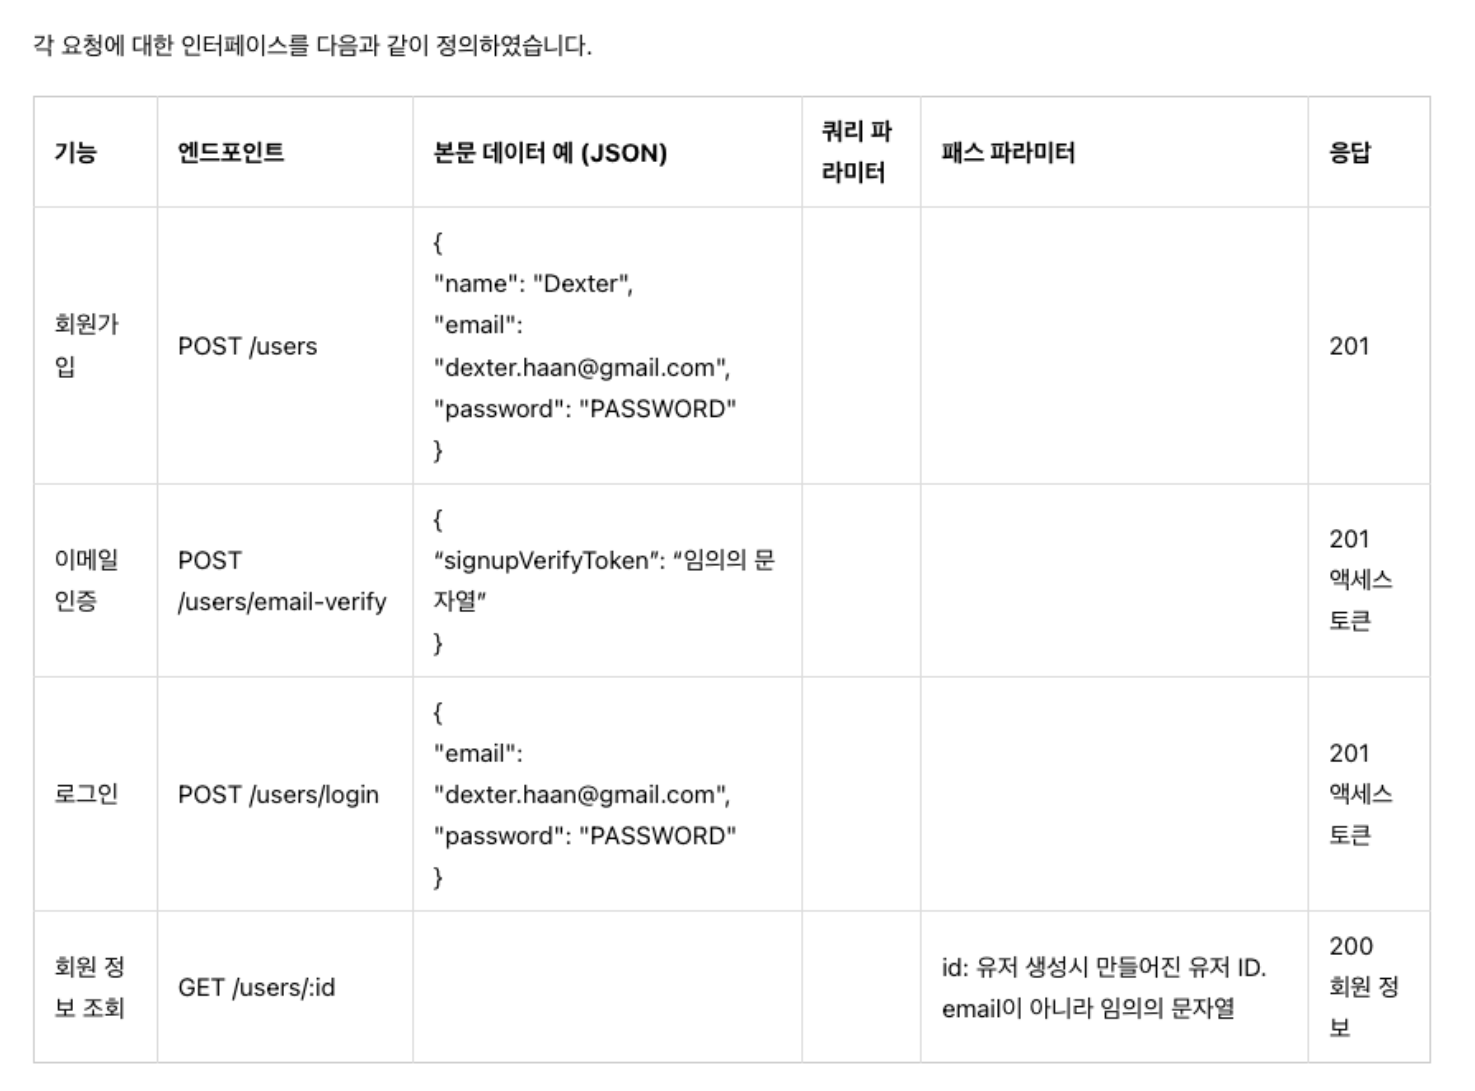 각 요청에 대한 인터페이스를 다음과 같이 정의하였습니다.
기능
엔드포인트
본문 데이터 예 (JSON)
쿼리 파
라미터
패스 파라미터
응답
회원가
입
POST /users
{
"name": "Dexter",
"email":
"dexter.haan@gmail.com",
"password": "PASSWORD"
}
201
이메일
인증
POST
/users/email-verify
{
“signupVerifyToken”: “임의의 문
자열”
}
201
액세스
토큰
로그인
POST /users/login
{
"email":
"dexter.haan@gmail.com",
"password": "PASSWORD"
}
201
액세스
토큰
회원 정
보 조회
GET /users/:id
id: 유저 생성시 만들어진 유저 ID.
email이 아니라 임의의 문자열
200
회원 정
보